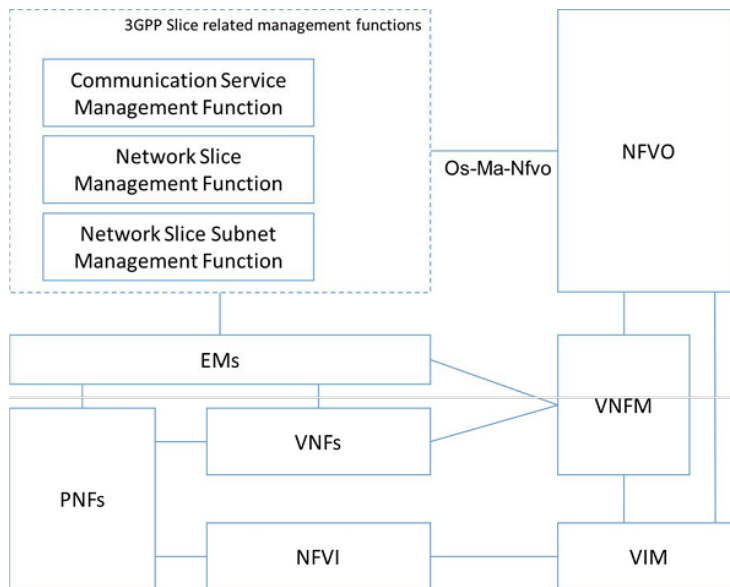 3GPP Slice related management functions
Communication Service
Management Function
Network Slice
Management Function
Network Slice Subnet
Management Function
NFVO
Os-Ma-Nfvo
EMs
VNFM
VNFs
PNFs
NFVI
VIM